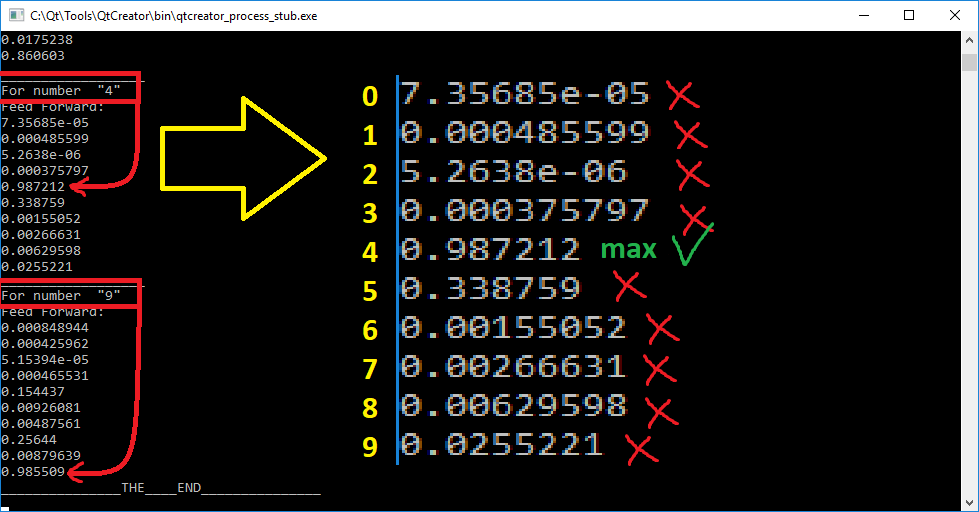 C:\Qt\Tools\QtCreator\bin\qtcreator_process_stub.exe
0.0175238
0.860603
For number "4"
Feed Forward:
7.35685e-05
0.000485599
5.2638e-06
0.000375797
0.987212
0.338759
0.00155052
0.00266631
0.00629598
0.0255221
For number "9"
Feed Forward:
0.000848944
0.000425962
5.15394e-05
0.000465531
0.154437
0.00926081
0.00487561
0.25644
0.00879639
0.985509
_______________THE____END_______________
0 7.35685e-05
1 0.000485599
2 5.2638e-06
3 0.000375797
4 0.987212 max
5 0.338759
6 0.00155052
7 0.00266631
8 0.00629598
9 0.0255221